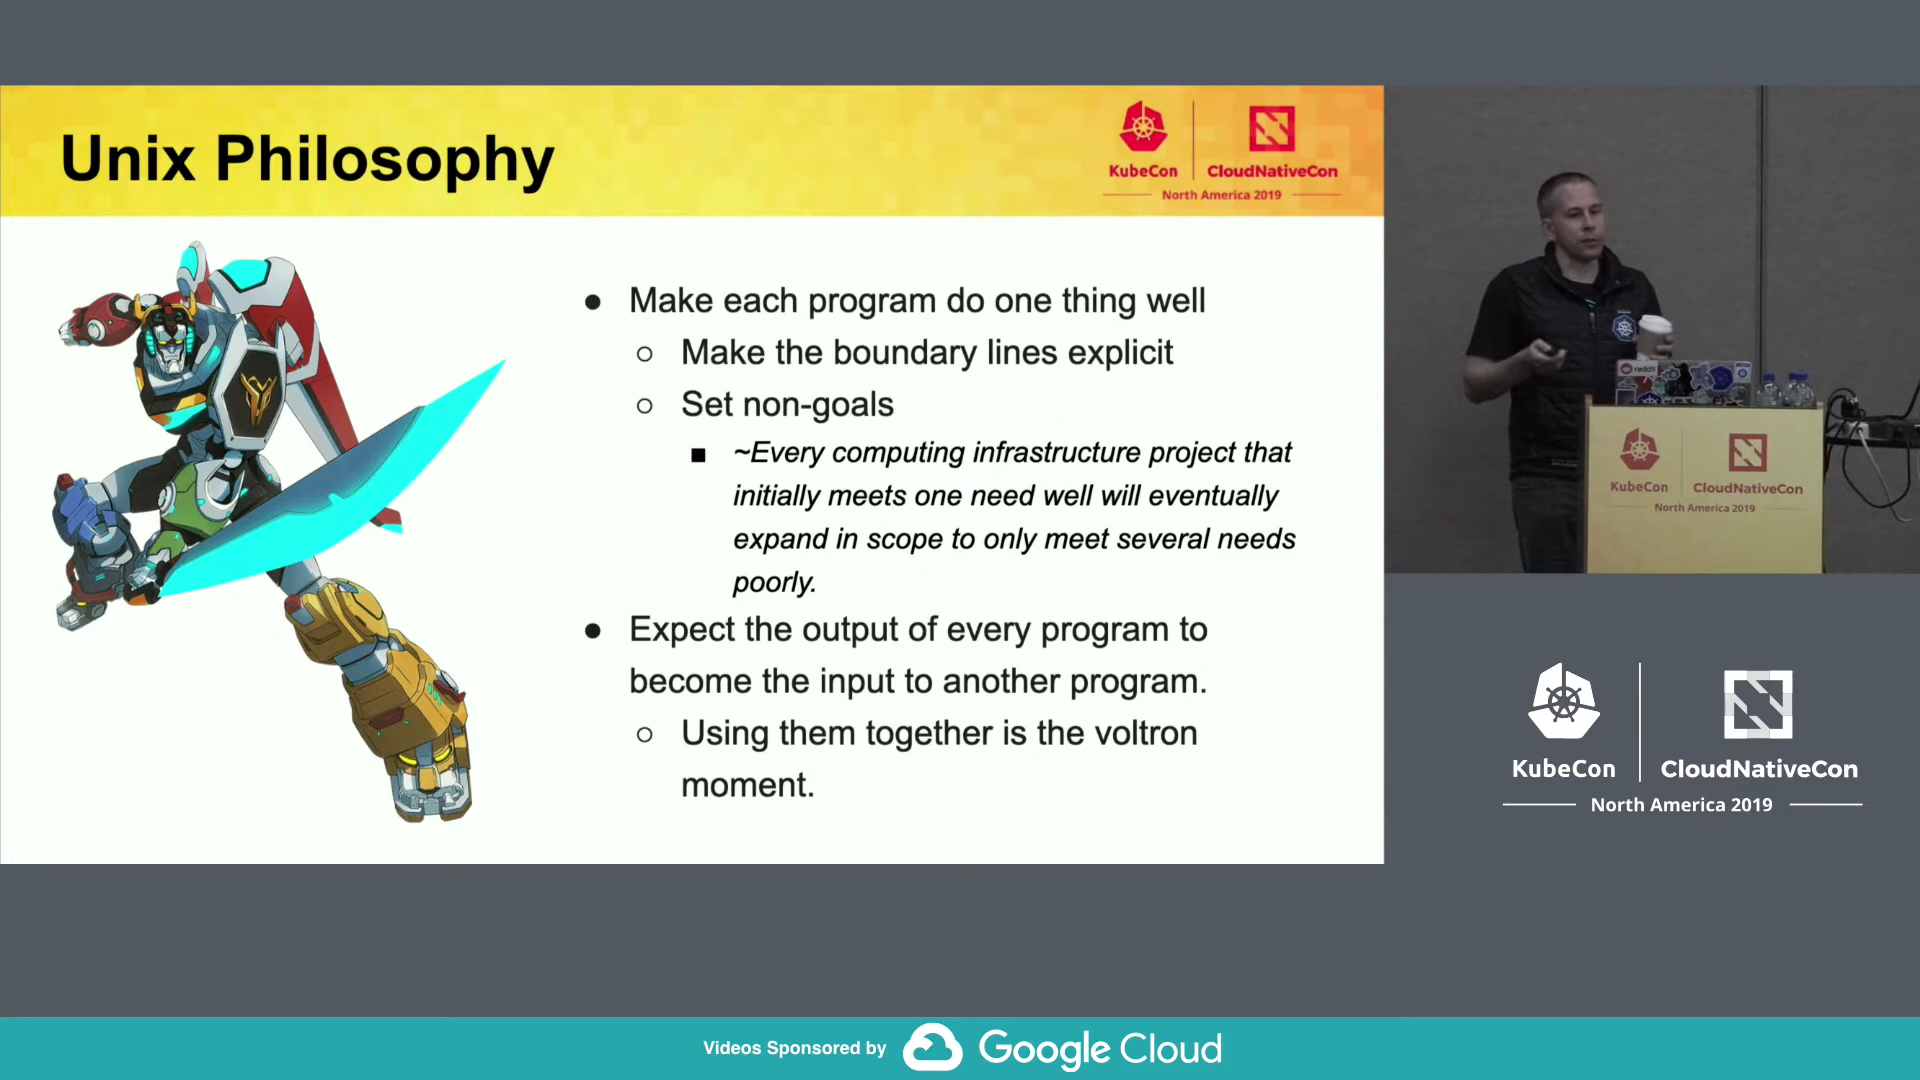 Unix Philosophy
KubeCon
CloudNativeCon
North America 2019
● Make each program do one thing well
○ Make the boundary lines explicit
○ Set non-goals
■ ~Every computing infrastructure project that
initially meets one need well will eventually
expand in scope to only meet several needs
poorly.
● Expect the output of every program to
become the input to another program.
○ Using them together is the voltron
moment.
reddit
KubeCon
CloudNativeCon
North America 2019
KubeCon
CloudNativeCon
North America 2019
Videos Sponsored by
Google Cloud